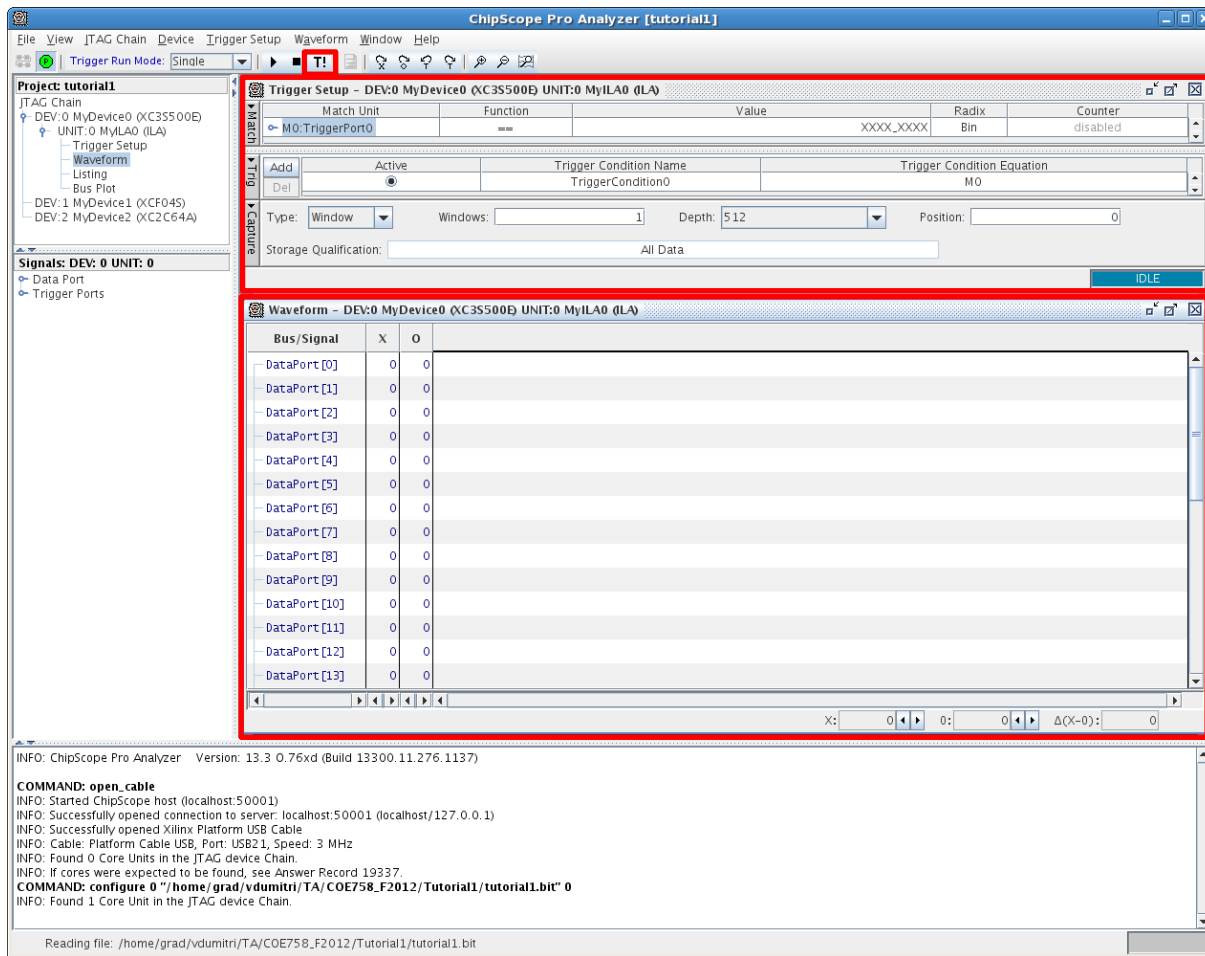 ChipScope Pro Analyzer [tutorial1]
File View JTAG Chain Device Trigger Setup Waveform Window Help
Trigger Run Mode: Single T!
Project: tutorial1
JTAG Chain
DEV:0 MyDevice0 (XC3S500E)
UNIT:0 MyILA0 (ILA)
Trigger Setup
Waveform
Listing
Bus Plot
DEV:1 MyDevice1 (XCF04S)
DEV:2 MyDevice2 (XC2C64A)
Signals: DEV: 0 UNIT: 0
Data Port
Trigger Ports
Trigger Setup - DEV:0 MyDevice0 (XC3S500E) UNIT:0 MyILA0 (ILA)
Match
Match Unit Function Value Radix Counter
M0:TriggerPort0 == XXXX_XXXX Bin disabled
Trig
Add Active Trigger Condition Name Trigger Condition Equation
Del TriggerCondition0 M0
Capture
Type: Window Windows: 1 Depth: 512 Position: 0
Storage Qualification: All Data
IDLE
Waveform - DEV:0 MyDevice0 (XC3S500E) UNIT:0 MyILA0 (ILA)
Bus/Signal X O
DataPort[0] 0 0
DataPort[1] 0 0
DataPort[2] 0 0
DataPort[3] 0 0
DataPort[4] 0 0
DataPort[5] 0 0
DataPort[6] 0 0
DataPort[7] 0 0
DataPort[8] 0 0
DataPort[9] 0 0
DataPort[10] 0 0
DataPort[11] 0 0
DataPort[12] 0 0
DataPort[13] 0 0
X: 0 O: 0 Δ(X-O): 0
INFO: ChipScope Pro Analyzer Version: 13.3 O.76xd (Build 13300.11.276.1137)
COMMAND: open_cable
INFO: Started ChipScope host (localhost:50001)
INFO: Successfully opened connection to server: localhost:50001 (localhost/127.0.0.1)
INFO: Successfully opened Xilinx Platform USB Cable
INFO: Cable: Platform Cable USB, Port: USB21, Speed: 3 MHz
INFO: Found 0 Core Units in the JTAG device Chain.
INFO: If cores were expected to be found, see Answer Record 19337.
COMMAND: configure 0 "/home/grad/vdumitri/TA/COE758_F2012/Tutorial1/tutorial1.bit" 0
INFO: Found 1 Core Unit in the JTAG device Chain.
Reading file: /home/grad/vdumitri/TA/COE758_F2012/Tutorial1/tutorial1.bit